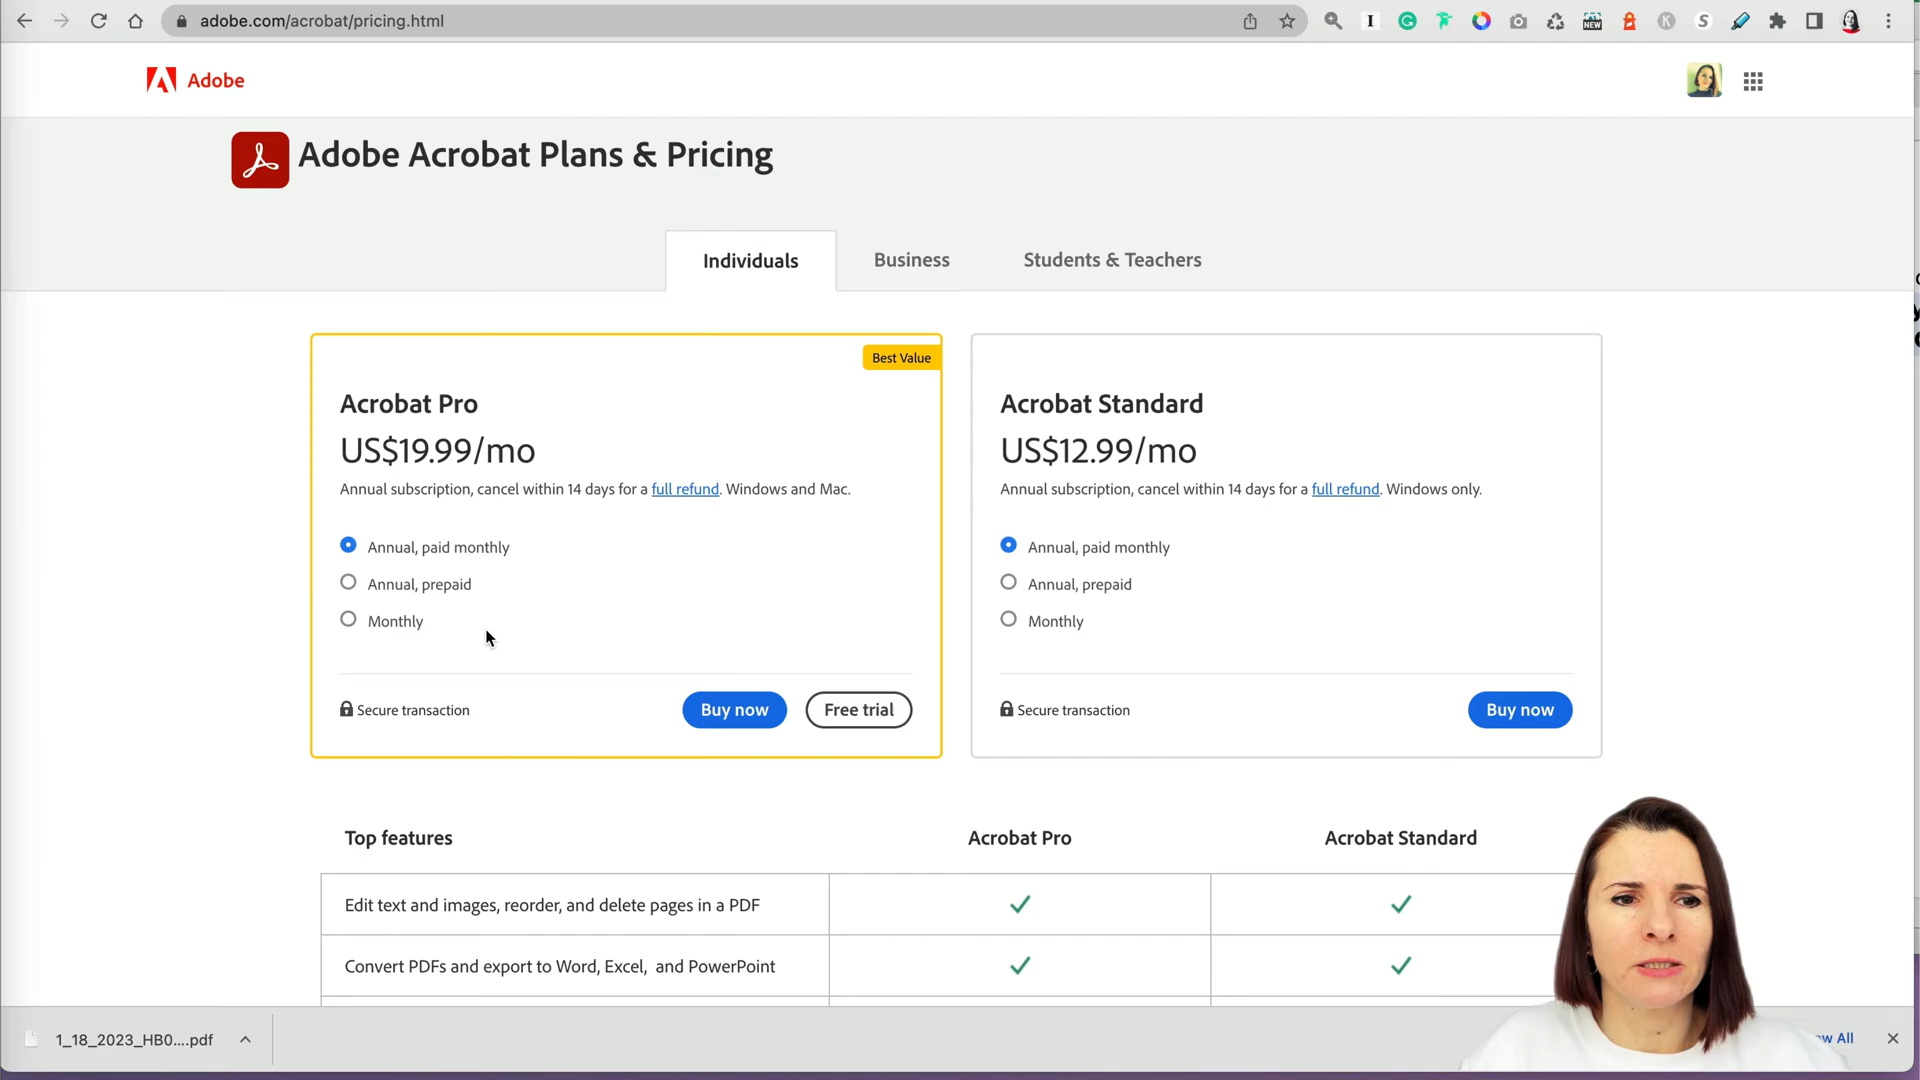 adobe.com/acrobat/pricing.html
Adobe
Adobe Acrobat Plans & Pricing
Individuals
Business
Students & Teachers
Best Value
Acrobat Pro
US$19.99/mo
Annual subscription, cancel within 14 days for a full refund. Windows and Mac.
Annual, paid monthly
Annual, prepaid
Monthly
Secure transaction
Buy now
Free trial
Acrobat Standard
US$12.99/mo
Annual subscription, cancel within 14 days for a full refund. Windows only.
Annual, paid monthly
Annual, prepaid
Monthly
Secure transaction
Buy now
Top features
Acrobat Pro
Acrobat Standard
Edit text and images, reorder, and delete pages in a PDF
Convert PDFs and export to Word, Excel, and PowerPoint
1_18_2023_HB0....pdf
All